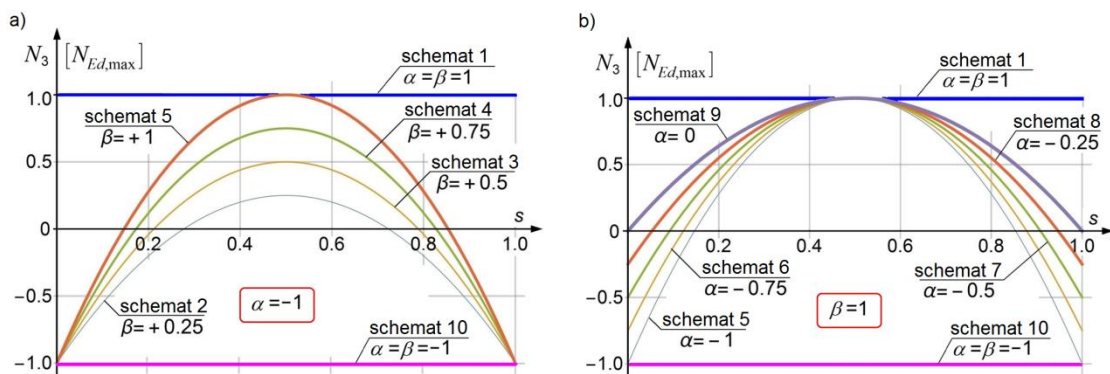 a)
N₃ [N_Ed,max]
schemat 1
α=β=1
1.0
schemat 5
β=+1
schemat 4
β=+0.75
schemat 3
β=+0.5
0.5
0
0.2
0.4
0.6
0.8
1.0
s
schemat 2
β=+0.25
α=-1
-0.5
schemat 10
α=β=-1
-1.0
b)
N₃ [N_Ed,max]
schemat 1
α=β=1
1.0
schemat 9
α=0
schemat 8
α=-0.25
0.5
0
0.2
0.4
0.6
0.8
1.0
s
schemat 6
α=-0.75
schemat 7
α=-0.5
-0.5
schemat 5
α=-1
β=1
schemat 10
α=β=-1
-1.0